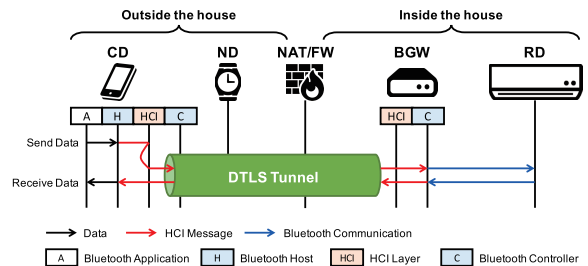 Outside the house Inside the house
CD ND NAT/FW BGW RD
A H HCI C HCI C
Send Data
DTLS Tunnel
Receive Data
Data HCI Message Bluetooth Communication
A Bluetooth Application H Bluetooth Host HCI HCI Layer C Bluetooth Controller